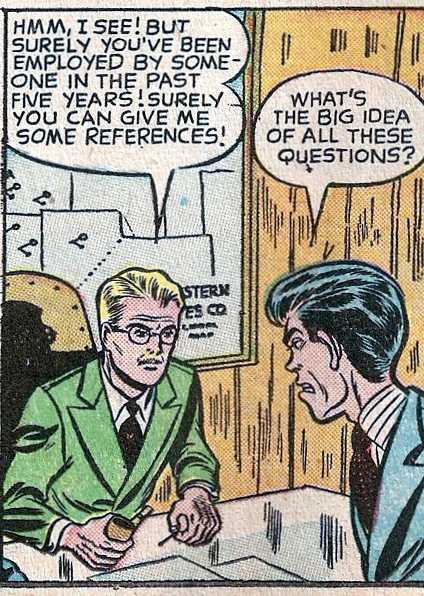 HMM, I SEE! BUT
SURELY YOU'VE BEEN
EMPLOYED BY SOME-
ONE IN THE PAST
FIVE YEARS! SURELY
YOU CAN GIVE ME
SOME REFERENCES!
WHAT'S
THE BIG IDEA
OF ALL THESE
QUESTIONS?
STERN
ES CO
MAP